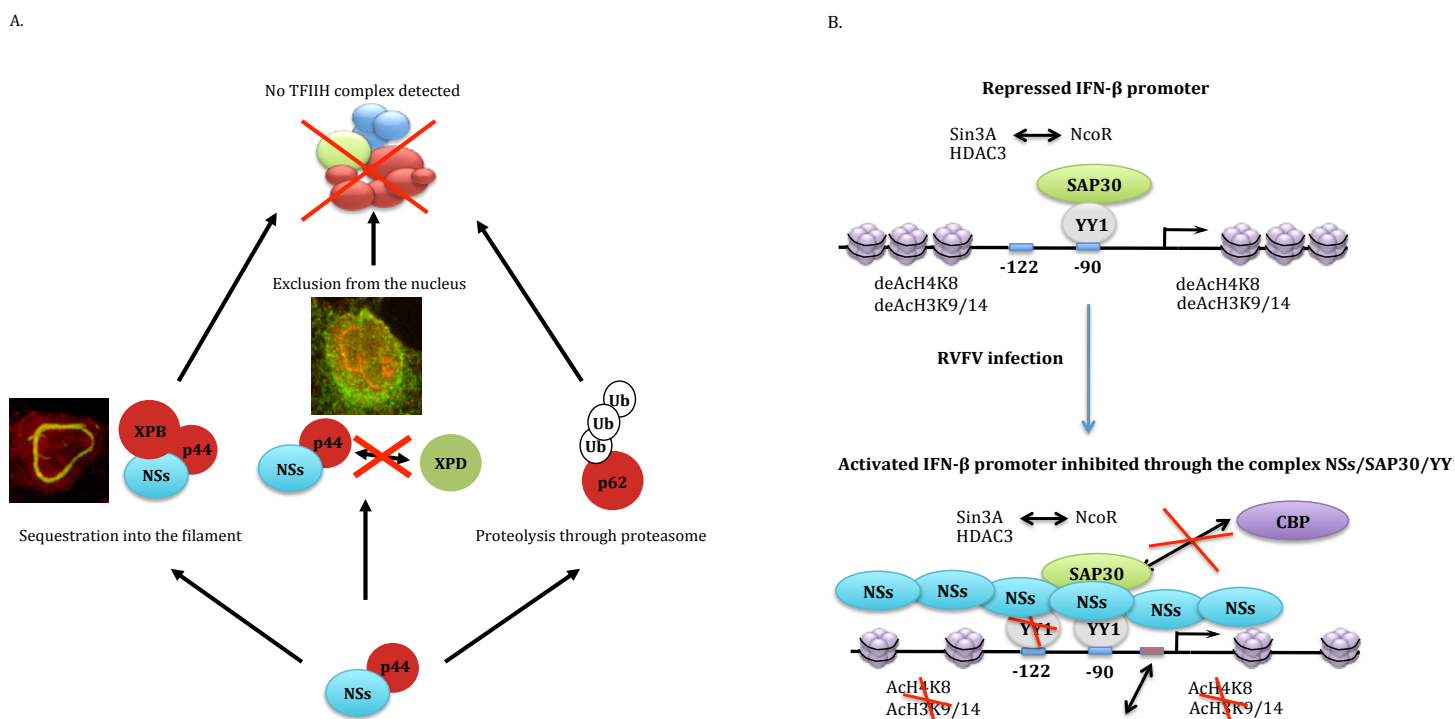 A.
No TFIIH complex detected
Exclusion from the nucleus
XPB
p44
NSs
p44
NSs
XPD
Ub
Ub
Ub
p62
Sequestration into the filament
Proteolysis through proteasome
p44
NSs
B.
Repressed IFN-β promoter
Sin3A NcoR
HDAC3
SAP30
YY1
-122 -90
deAcH4K8 deAcH4K8
deAcH3K9/14 deAcH3K9/14
RVFV infection
Activated IFN-β promoter inhibited through the complex NSs/SAP30/YY
Sin3A NcoR
HDAC3
CBP
SAP30
NSs NSs NSs NSs NSs NSs
YY1 YY1
-122 -90
AcH4K8 AcH4K8
AcH3K9/14 AcH3K9/14